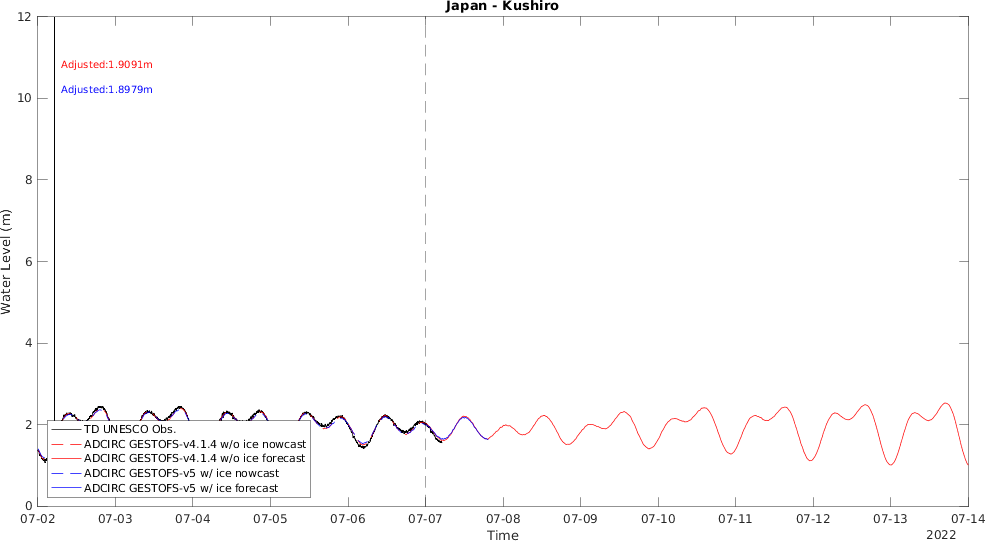 Japan - Kushiro
12
10
8
6
4
2
0
Water Level (m)
Adjusted:1.9091m
Adjusted:1.8979m
TD UNESCO Obs.
ADCIRC GESTOFS-v4.1.4 w/o ice nowcast
ADCIRC GESTOFS-v4.1.4 w/o ice forecast
ADCIRC GESTOFS-v5 w/ ice nowcast
ADCIRC GESTOFS-v5 w/ ice forecast
07-02 07-03 07-04 07-05 07-06 07-07 07-08 07-09 07-10 07-11 07-12 07-13 07-14
Time
2022